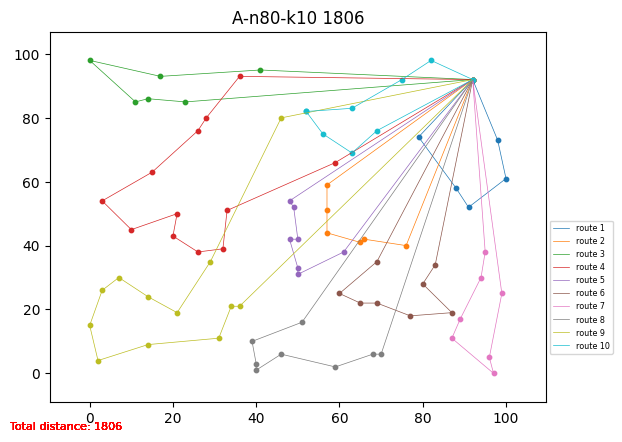 A-n80-k10 1806
100
80
60
40
20
0
0 20 40 60 80 100
route 1
route 2
route 3
route 4
route 5
route 6
route 7
route 8
route 9
route 10
Total distance: 1806